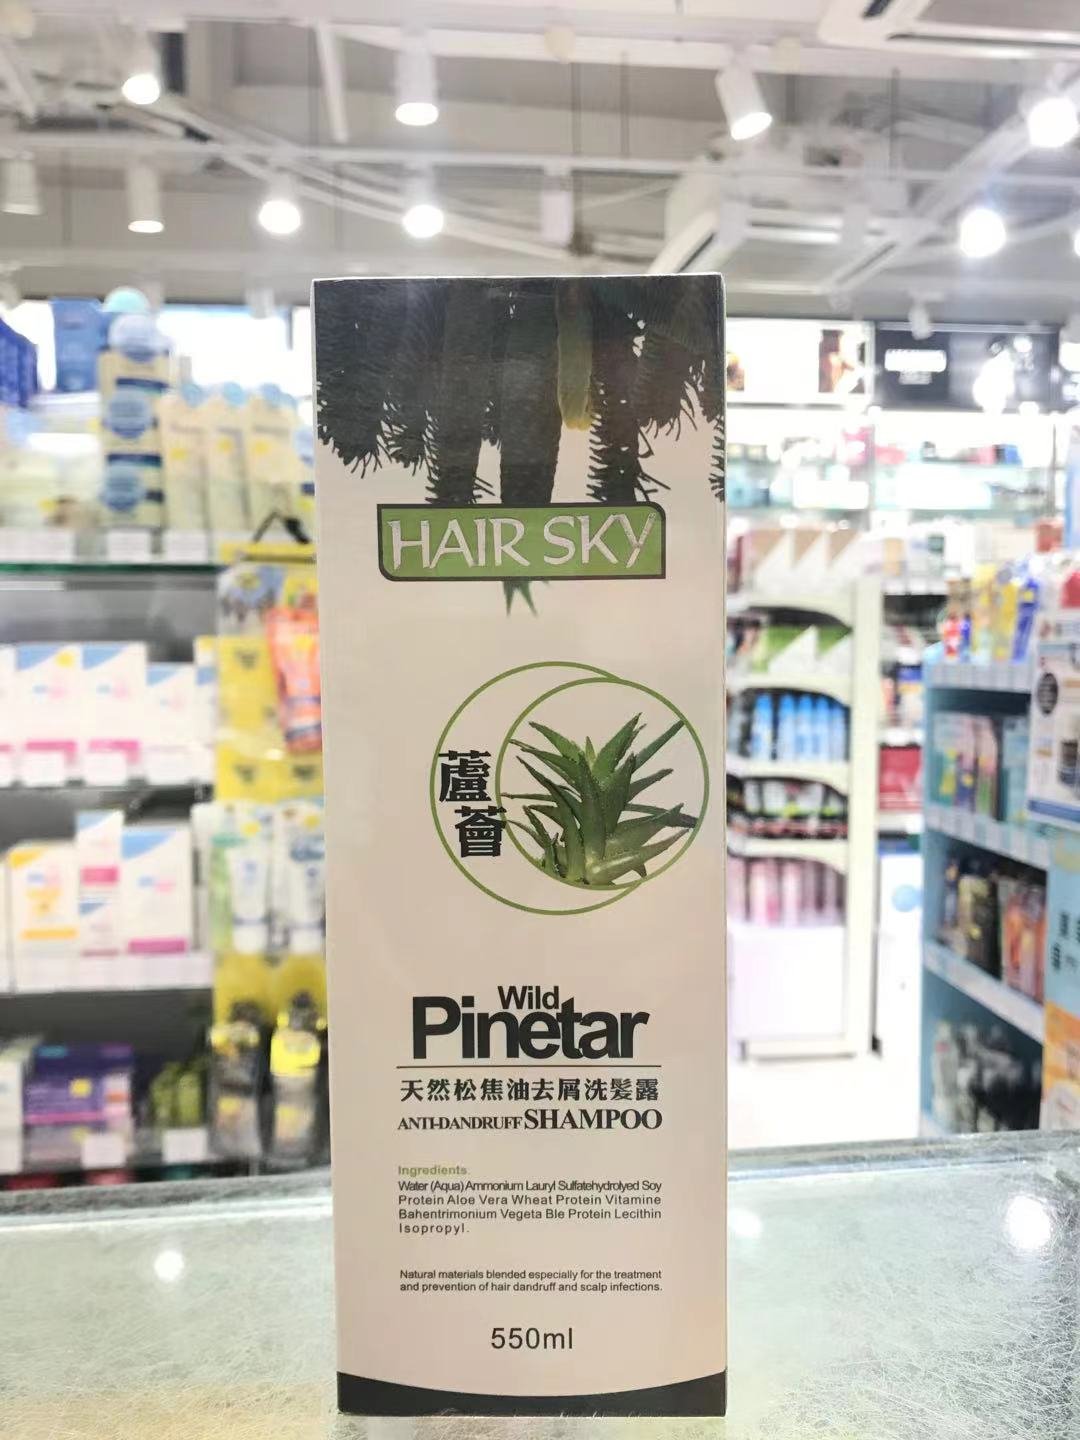 HAIR SKY
蘆
薈
Wild
Pinetar
天然松焦油去屑洗髮露
ANTI-DANDRUFF SHAMPOO
Ingredients.
Water (Aqua) Ammonium Lauryl Sulfatehydrolyed Soy
Protein Aloe Vera Wheat Protein Vitamine
Bahentrimonium Vegeta Ble Protein Lecithin
Isopropyl.
Natural materials blended especially for the treatment
and prevention of hair dandruff and scalp infections.
550ml